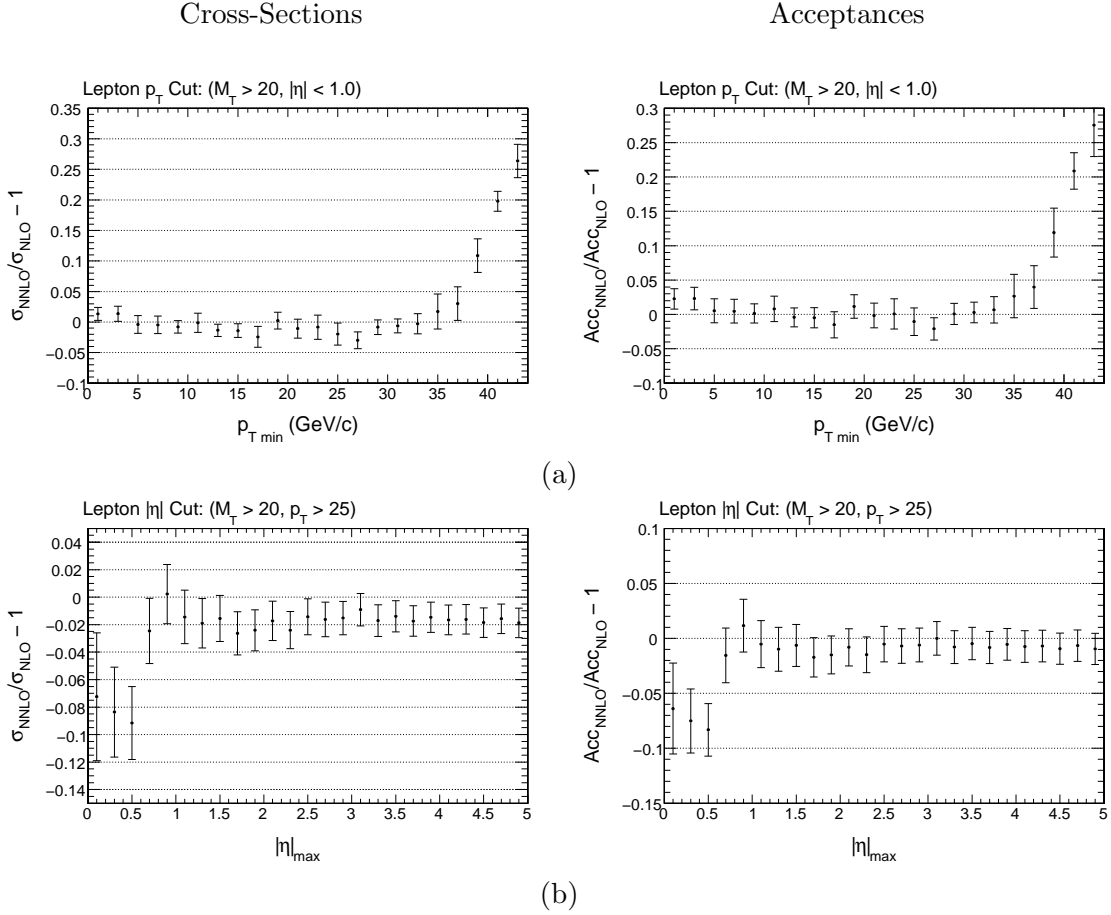 Cross-Sections
Acceptances
Lepton p_T Cut: (M_T > 20, |η| < 1.0)
σ_NNLO/σ_NLO − 1
0.35
0.3
0.25
0.2
0.15
0.1
0.05
0
−0.05
−0.1
0 5 10 15 20 25 30 35 40
p_T min (GeV/c)
Lepton p_T Cut: (M_T > 20, |η| < 1.0)
Acc_NNLO/Acc_NLO − 1
0.3
0.25
0.2
0.15
0.1
0.05
0
−0.05
−0.1
0 5 10 15 20 25 30 35 40
p_T min (GeV/c)
(a)
Lepton |η| Cut: (M_T > 20, p_T > 25)
σ_NNLO/σ_NLO − 1
0.04
0.02
0
−0.02
−0.04
−0.06
−0.08
−0.1
−0.12
−0.14
0 0.5 1 1.5 2 2.5 3 3.5 4 4.5 5
|η|_max
Lepton |η| Cut: (M_T > 20, p_T > 25)
Acc_NNLO/Acc_NLO − 1
0.1
0.05
0
−0.05
−0.1
−0.15
0 0.5 1 1.5 2 2.5 3 3.5 4 4.5 5
|η|_max
(b)